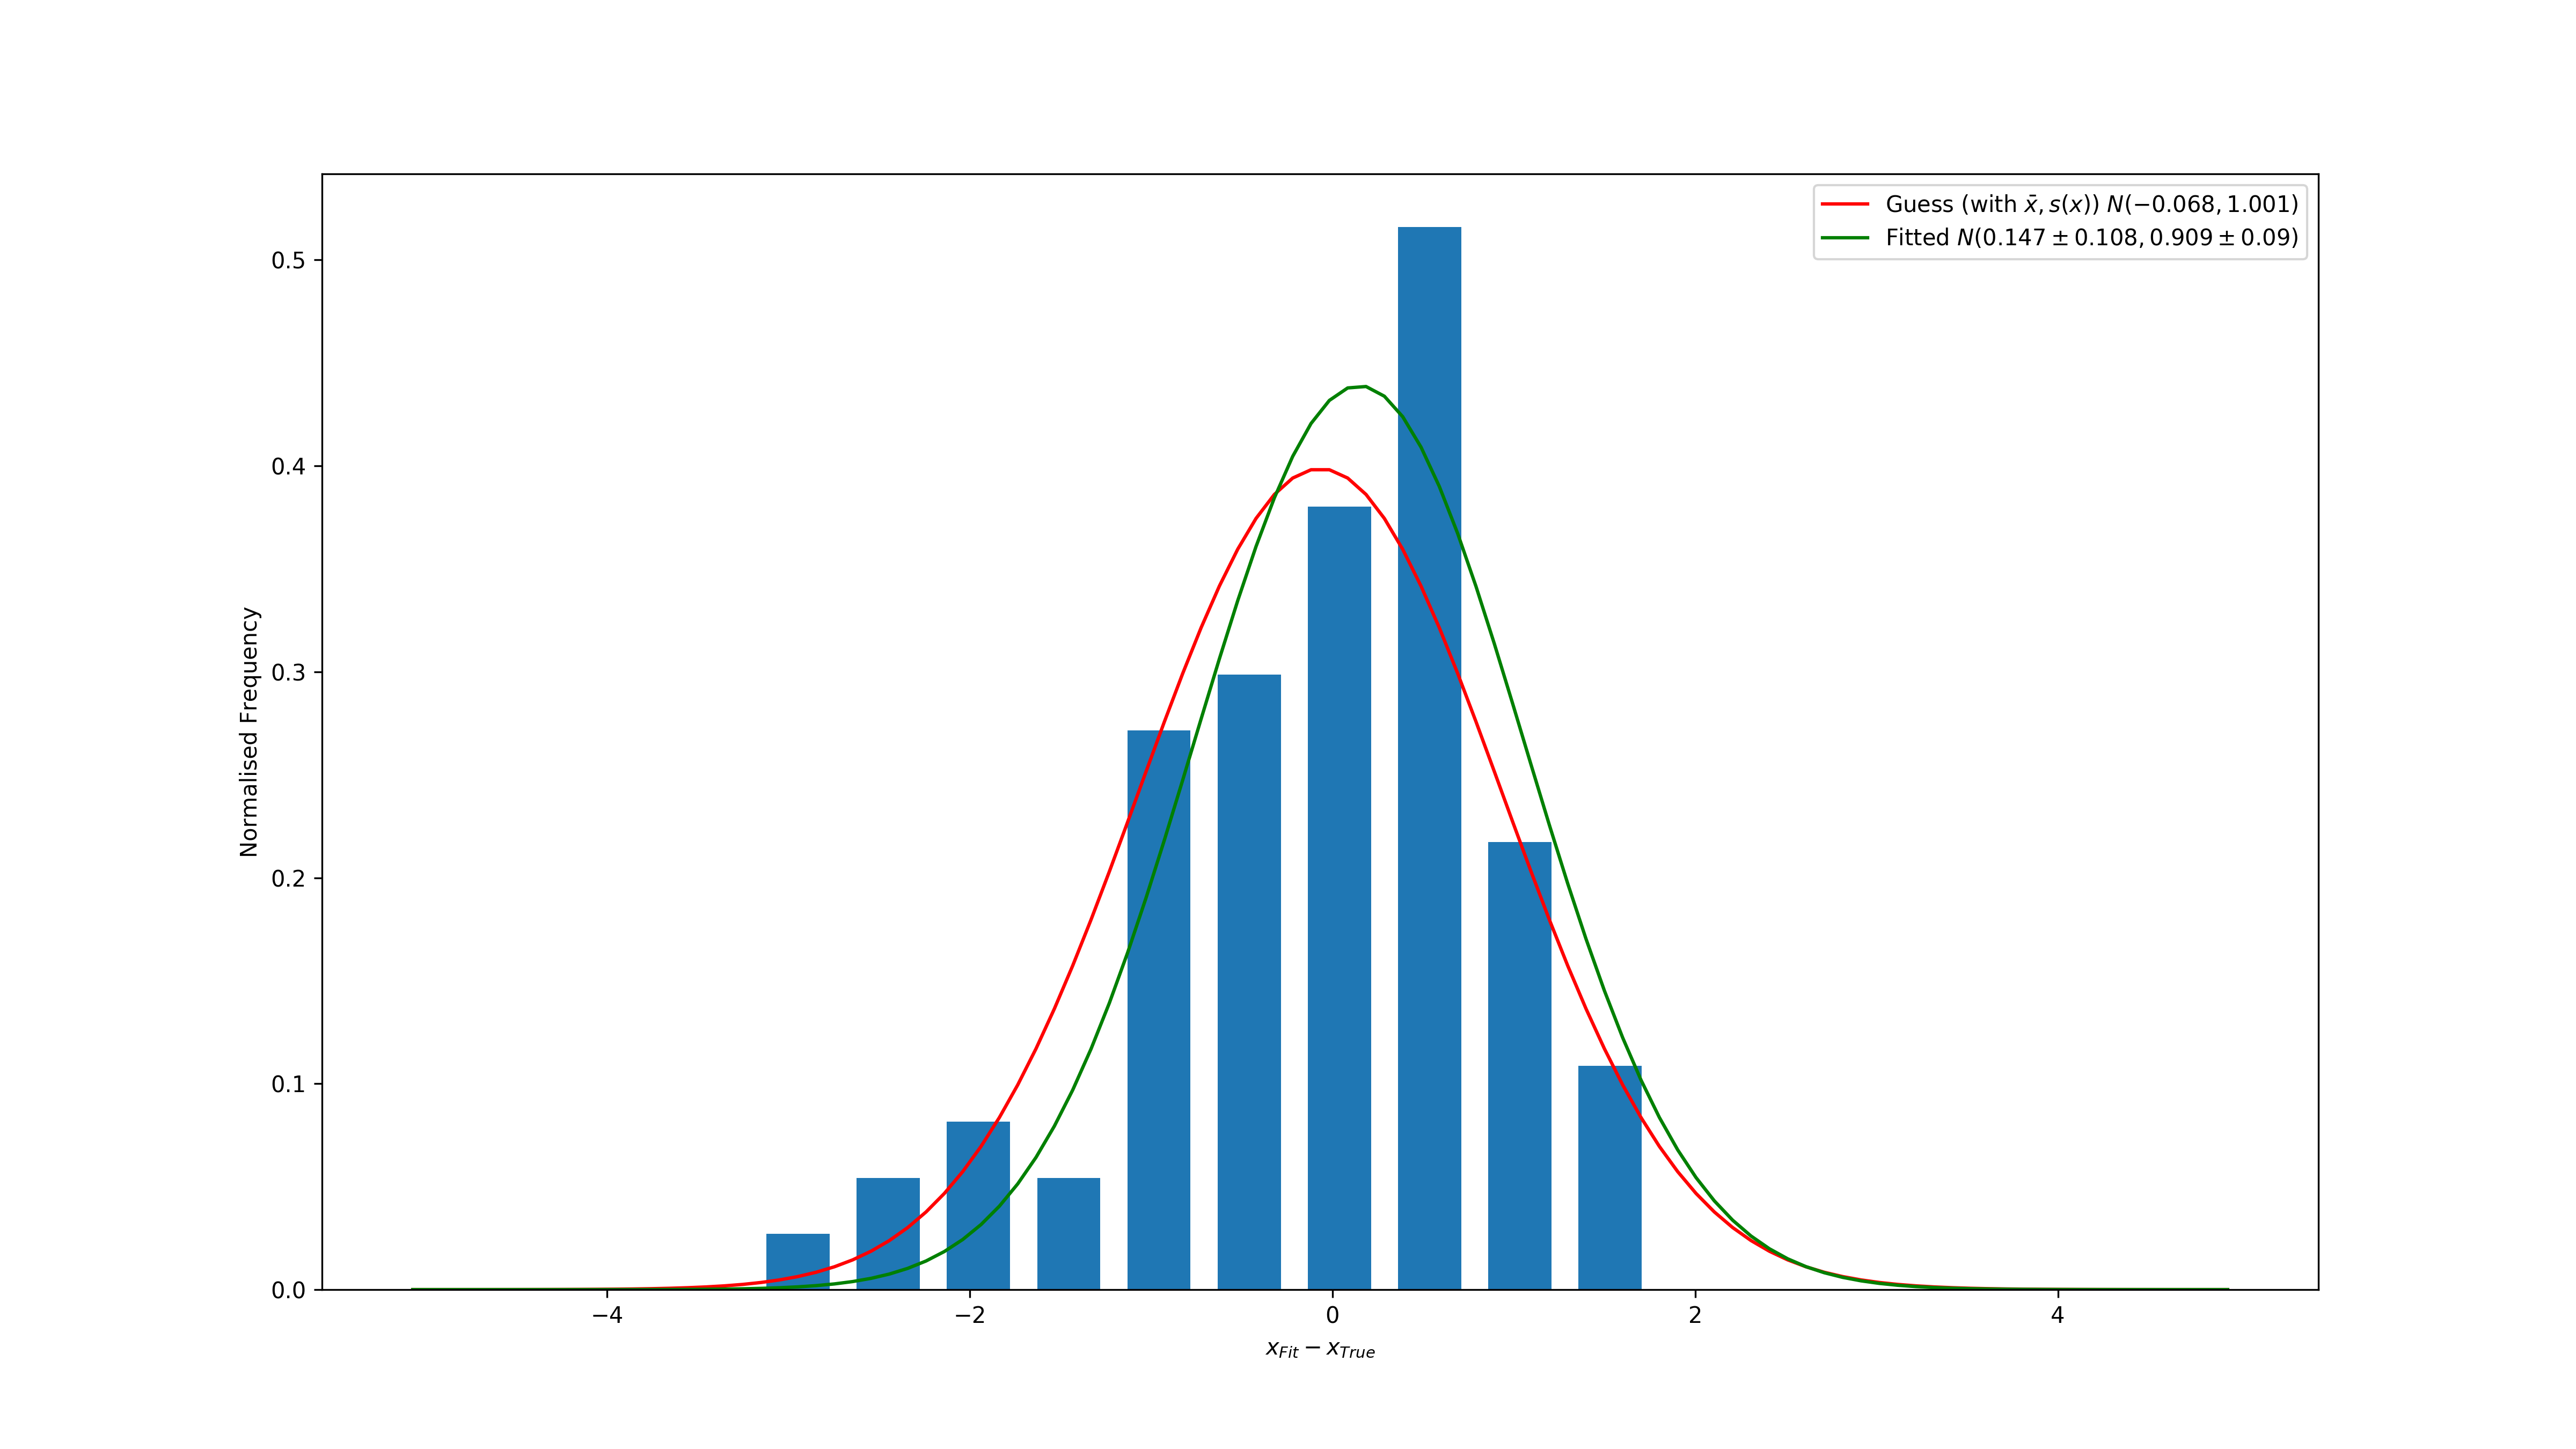 Guess (with x̄, s(x)) N(−0.068, 1.001)
Fitted N(0.147 ± 0.108, 0.909 ± 0.09)
Normalised Frequency
0.5
0.4
0.3
0.2
0.1
0.0
−4 −2 0 2 4
x_Fit − x_True